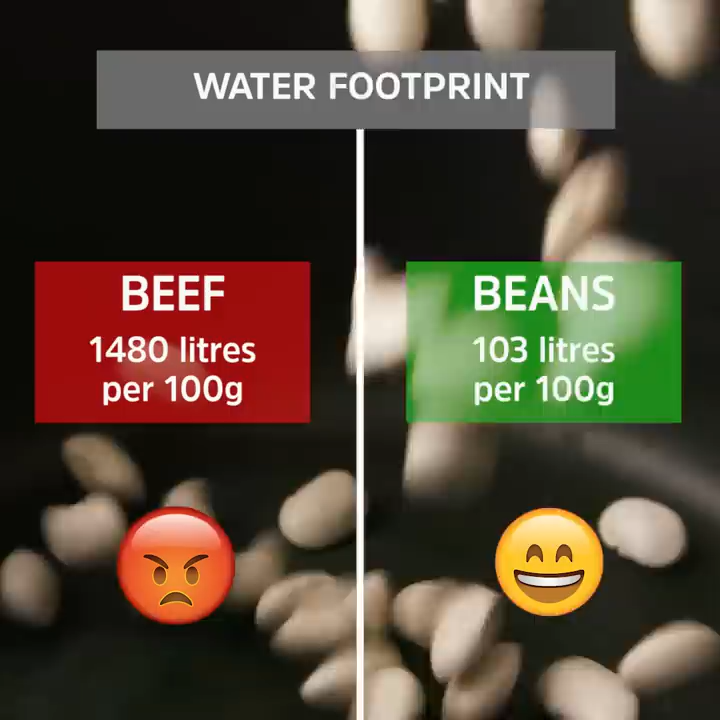 WATER FOOTPRINT
BEEF
1480 litres
per 100g
BEANS
103 litres
per 100g